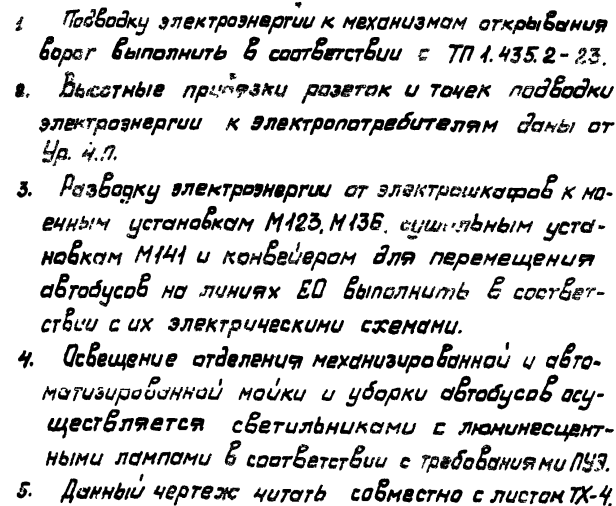 1 Подводку электроэнергии к механизмам открывания
ворот выполнить в соответствии с ТП 1.435.2-23.
2. Высотные привязки розеток и точек подводки
электроэнергии к электропотребителям даны от
Ур. ч.п.
3. Разводку электроэнергии от электрошкафов к мо-
ечным установкам М123, М136, сушильным уста-
новкам М141 и конвейером для перемещения
автобусов на линиях ЕО выполнить в соответ-
ствии с их электрическими схемами.
4. Освещение отделения механизированной и авто-
матизированной мойки и уборки автобусов осу-
ществляется светильниками с люминесцент-
ными лампами в соответствии с требованиями ПУЭ.
5. Данный чертеж читать совместно с листом ТХ-4.